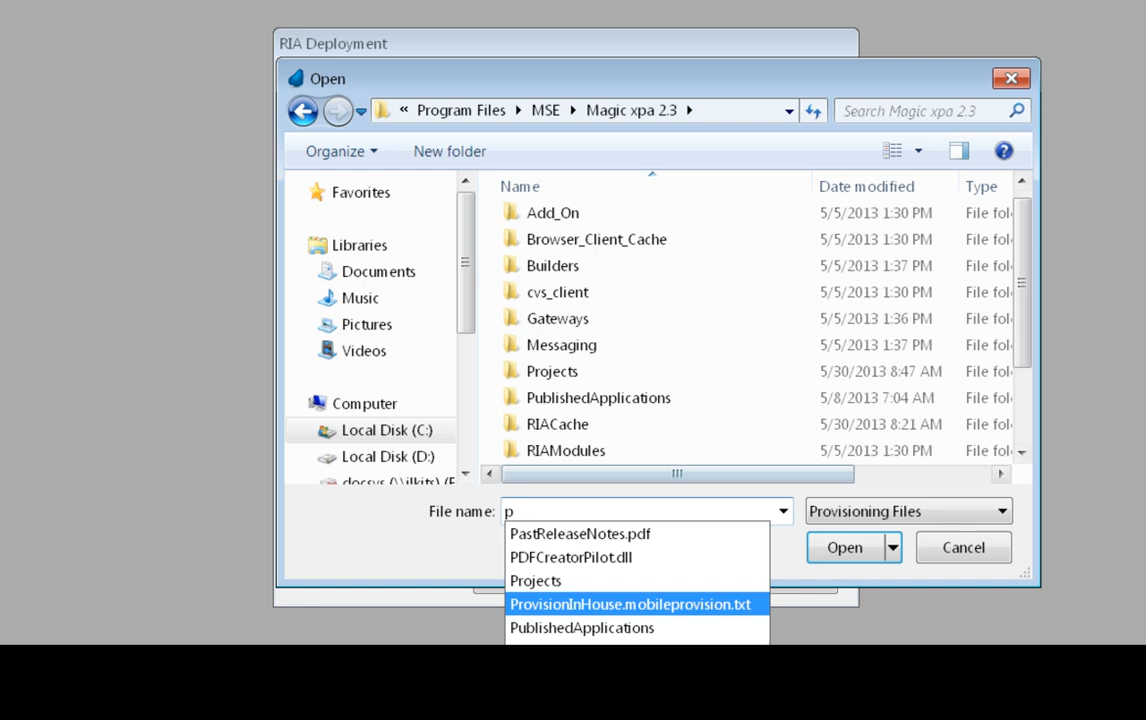 RIA Deployment
Open
« Program Files MSE Magic xpa 2.3
Search Magic xpa 2.3
Organize New folder
Favorites
Libraries
Documents
Music
Pictures
Videos
Computer
Local Disk (C:)
Local Disk (D:)
Name Date modified Type
Add_On 5/5/2013 1:30 PM File fol
Browser_Client_Cache 5/5/2013 1:30 PM File fol
Builders 5/5/2013 1:37 PM File fol
cvs_client 5/5/2013 1:30 PM File fol
Gateways 5/5/2013 1:36 PM File fol
Messaging 5/5/2013 1:37 PM File fol
Projects 5/30/2013 8:47 AM File fol
PublishedApplications 5/8/2013 7:04 AM File fol
RIACache 5/30/2013 8:21 AM File fol
RIAModules 5/5/2013 1:30 PM File fol
File name: p
Provisioning Files
PastReleaseNotes.pdf
PDFCreatorPilot.dll
Projects
ProvisionInHouse.mobileprovision.txt
PublishedApplications
Open Cancel